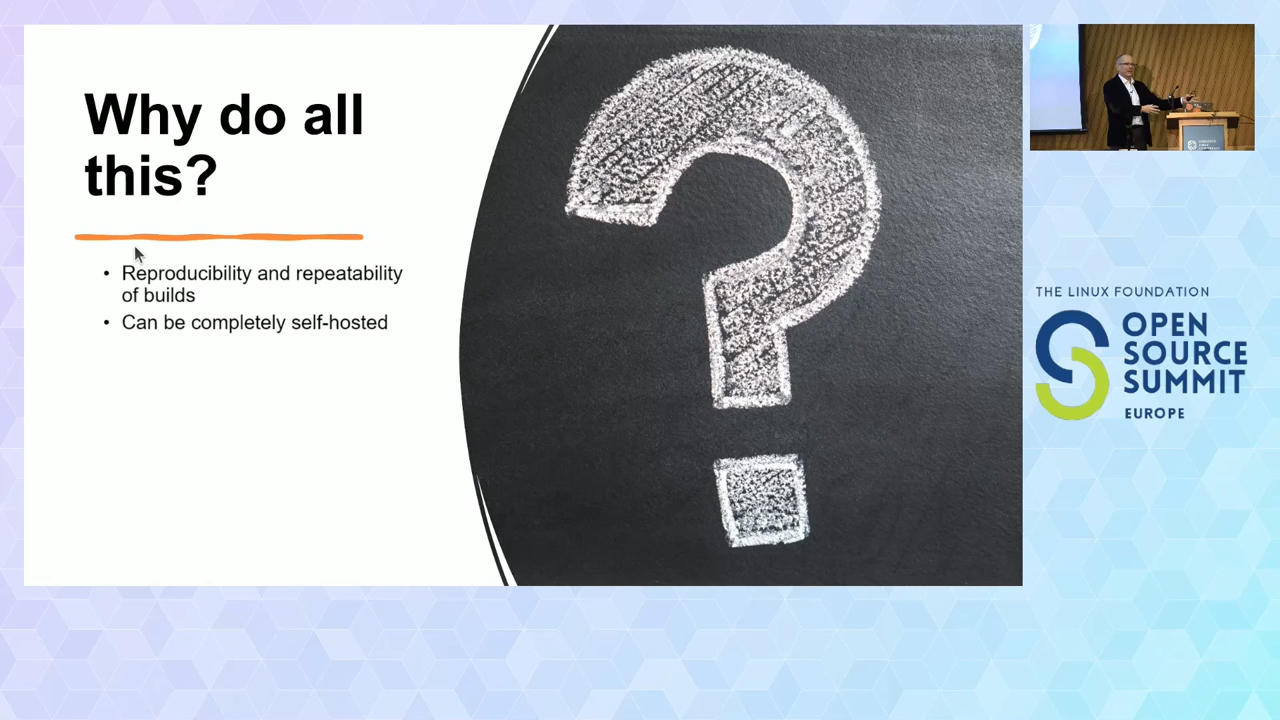 Why do all
this?
• Reproducibility and repeatability
of builds
• Can be completely self-hosted
THE LINUX FOUNDATION
OPEN
SOURCE
SUMMIT
EUROPE